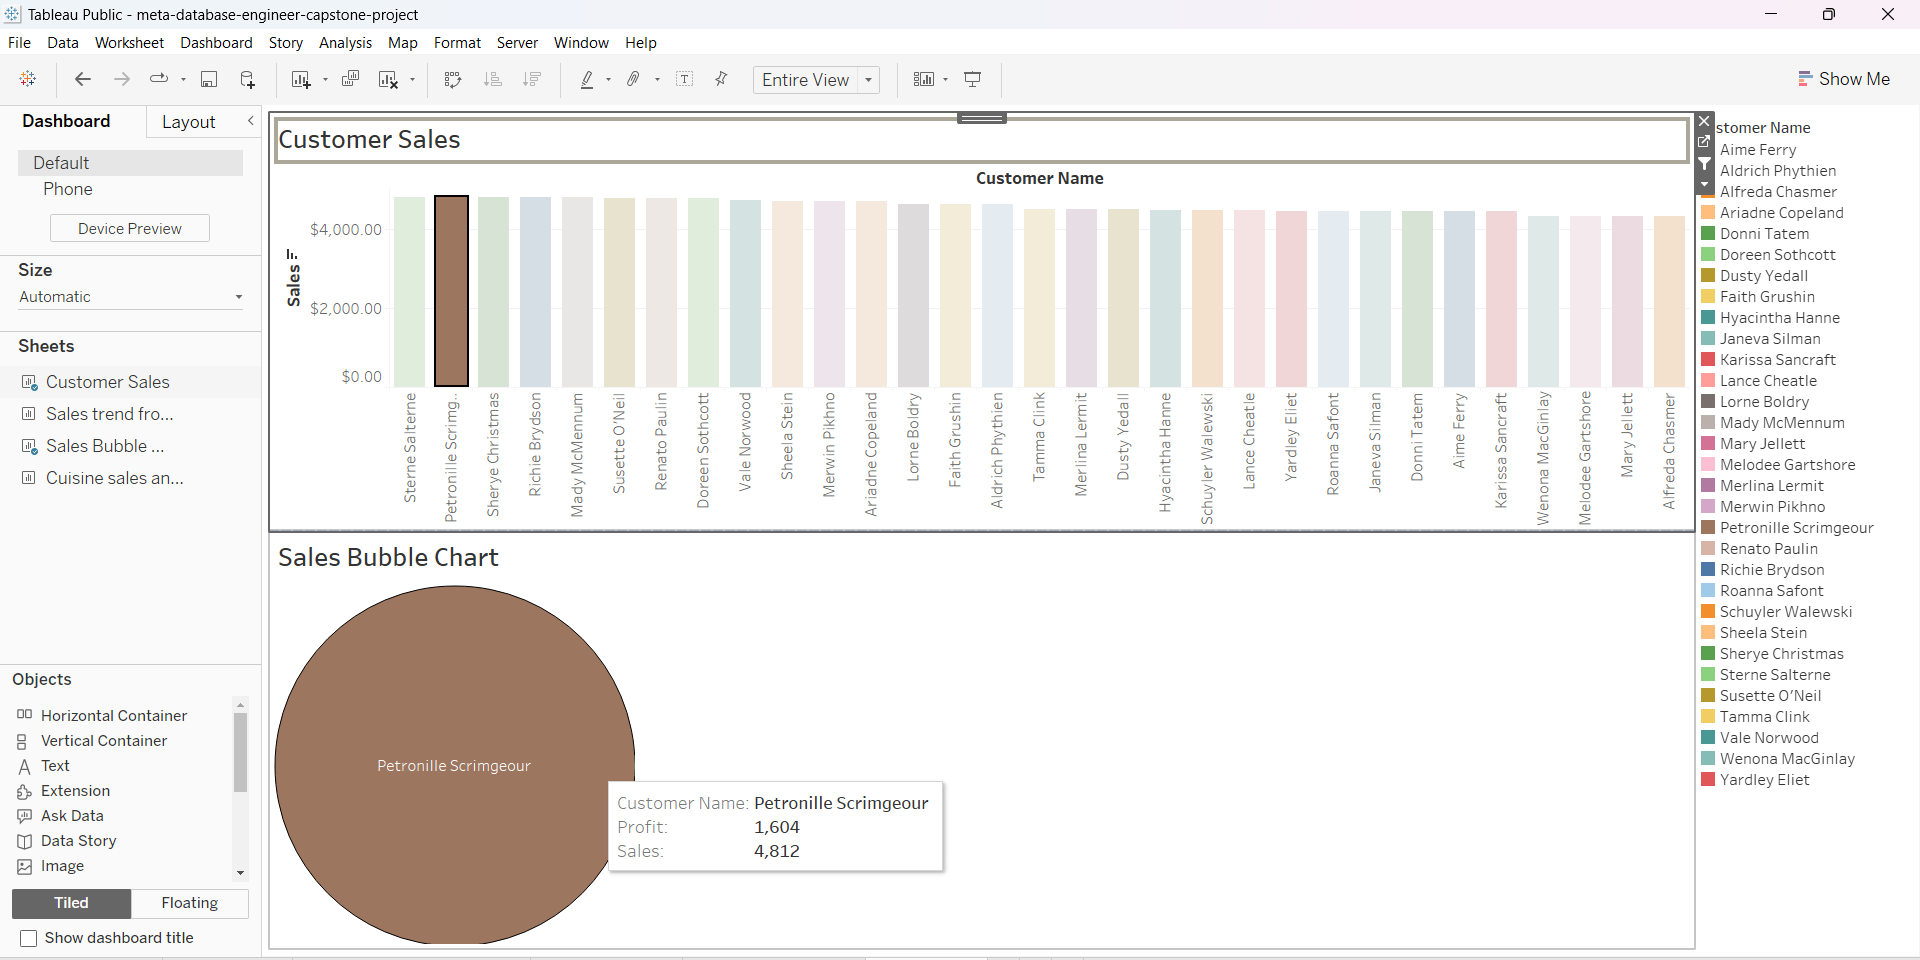 Tableau Public - meta-database-engineer-capstone-project
File Data Worksheet Dashboard Story Analysis Map Format Server Window Help
Entire View
Show Me
Dashboard Layout
Default
Phone
Device Preview
Size
Automatic
Sheets
Customer Sales
Sales trend fro...
Sales Bubble ...
Cuisine sales an...
Objects
Horizontal Container
Vertical Container
Text
Extension
Ask Data
Data Story
Image
Tiled Floating
Show dashboard title
Customer Sales
Customer Name
Sales
$4,000.00
$2,000.00
$0.00
Sterne Salterne
Petronille Scrimg..
Sherye Christmas
Richie Brydson
Mady McMennum
Susette O'Neil
Renato Paulin
Doreen Sothcott
Vale Norwood
Sheela Stein
Merwin Pikhno
Ariadne Copeland
Lorne Boldry
Faith Grushin
Aldrich Phythien
Tamma Clink
Merlina Lermit
Dusty Yedall
Hyacintha Hanne
Schuyler Walewski
Lance Cheatle
Yardley Eliet
Roanna Safont
Janeva Silman
Donni Tatem
Aime Ferry
Karissa Sancraft
Wenona MacGinlay
Melodee Gartshore
Mary Jellett
Alfreda Chasmer
Sales Bubble Chart
Petronille Scrimgeour
Customer Name: Petronille Scrimgeour
Profit: 1,604
Sales: 4,812
stomer Name
Aime Ferry
Aldrich Phythien
Alfreda Chasmer
Ariadne Copeland
Donni Tatem
Doreen Sothcott
Dusty Yedall
Faith Grushin
Hyacintha Hanne
Janeva Silman
Karissa Sancraft
Lance Cheatle
Lorne Boldry
Mady McMennum
Mary Jellett
Melodee Gartshore
Merlina Lermit
Merwin Pikhno
Petronille Scrimgeour
Renato Paulin
Richie Brydson
Roanna Safont
Schuyler Walewski
Sheela Stein
Sherye Christmas
Sterne Salterne
Susette O'Neil
Tamma Clink
Vale Norwood
Wenona MacGinlay
Yardley Eliet